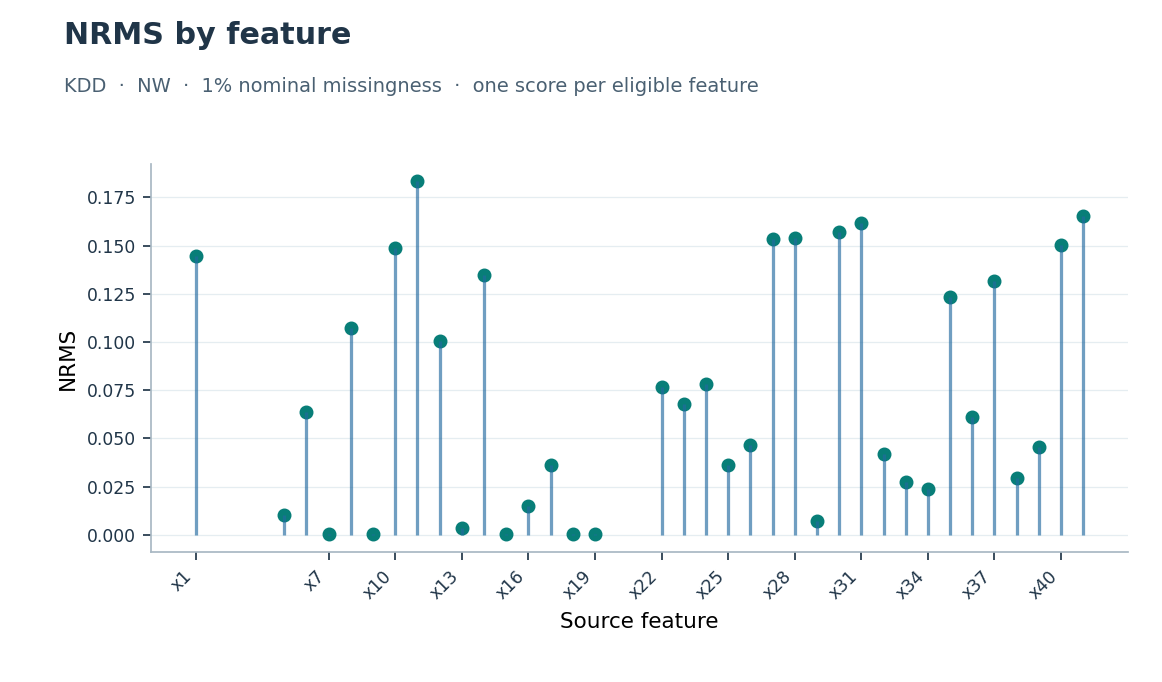 NRMS by feature
KDD · NW · 1% nominal missingness · one score per eligible feature
0.175
0.150
0.125
0.100
0.075
0.050
0.025
0.000
NRMS
x1 x7 x10 x13 x16 x19 x22 x25 x28 x31 x34 x37 x40
Source feature